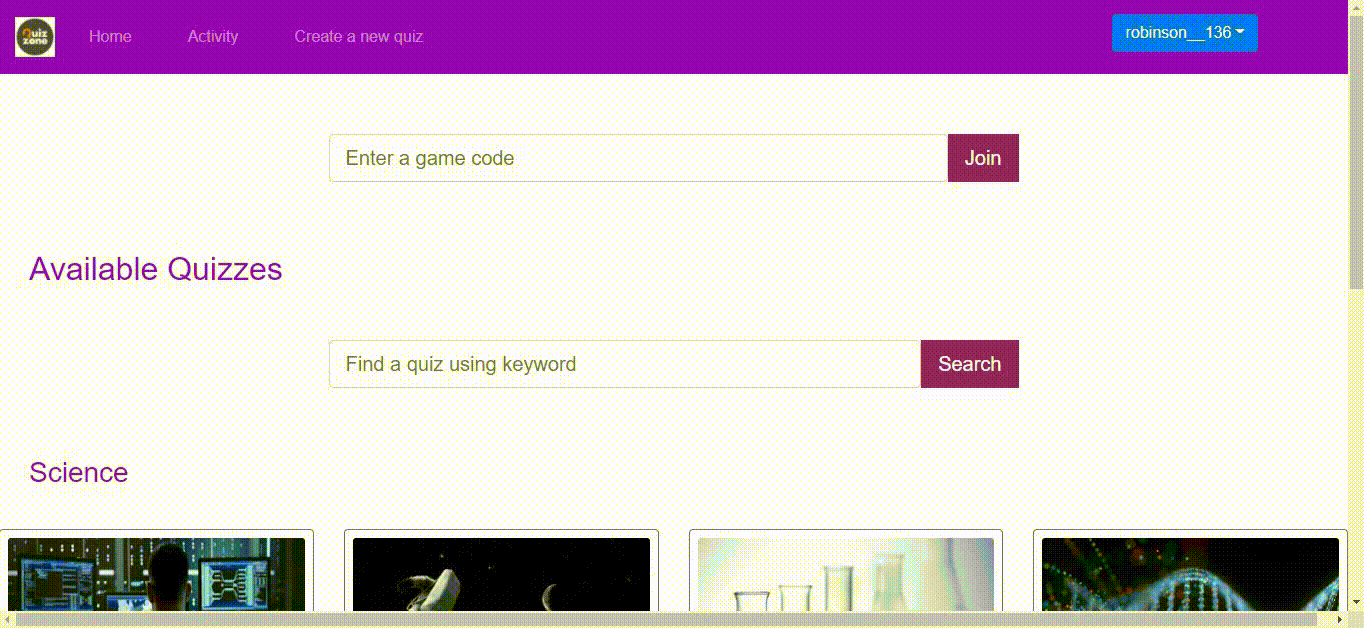 Quiz
zone
Home
Activity
Create a new quiz
robinson__136
Enter a game code
Join
Available Quizzes
Find a quiz using keyword
Search
Science